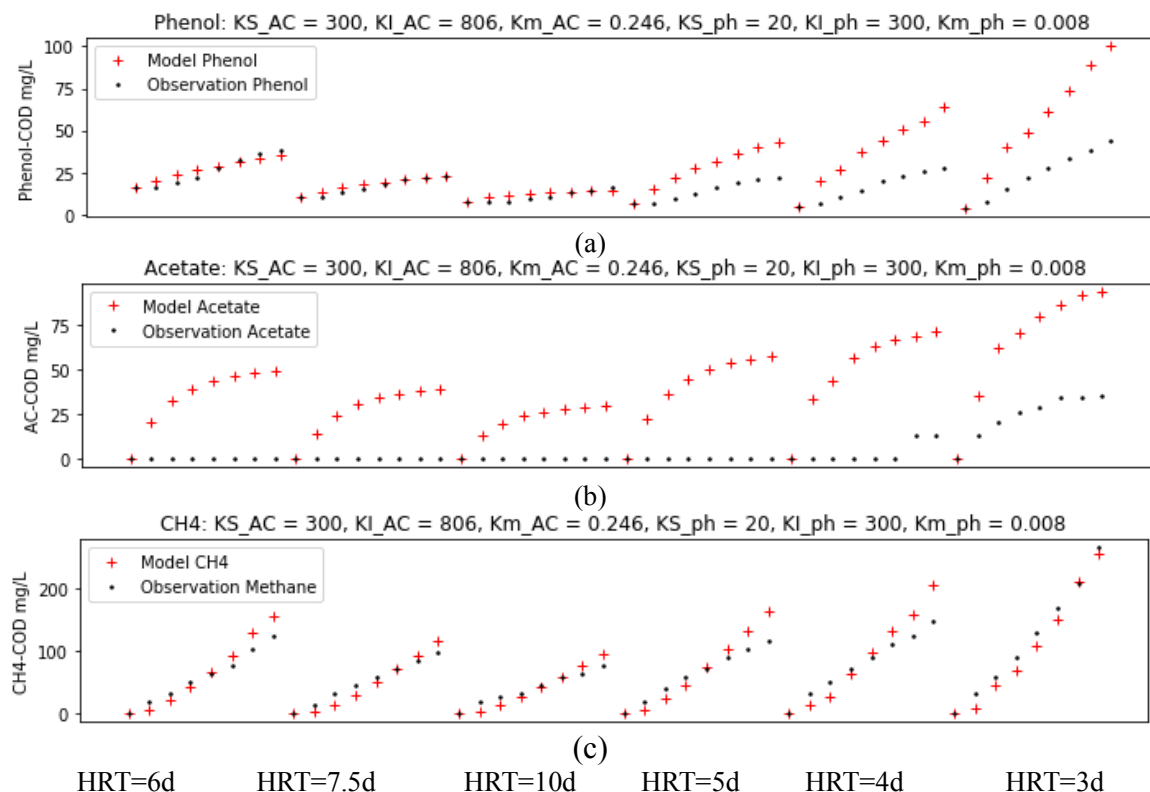 Phenol: KS_AC = 300, KI_AC = 806, Km_AC = 0.246, KS_ph = 20, KI_ph = 300, Km_ph = 0.008
Phenol-COD mg/L
100
75
50
25
0
Model Phenol
Observation Phenol
(a)
Acetate: KS_AC = 300, KI_AC = 806, Km_AC = 0.246, KS_ph = 20, KI_ph = 300, Km_ph = 0.008
AC-COD mg/L
75
50
25
0
Model Acetate
Observation Acetate
(b)
CH4: KS_AC = 300, KI_AC = 806, Km_AC = 0.246, KS_ph = 20, KI_ph = 300, Km_ph = 0.008
CH4-COD mg/L
200
100
0
Model CH4
Observation Methane
(c)
HRT=6d HRT=7.5d HRT=10d HRT=5d HRT=4d HRT=3d